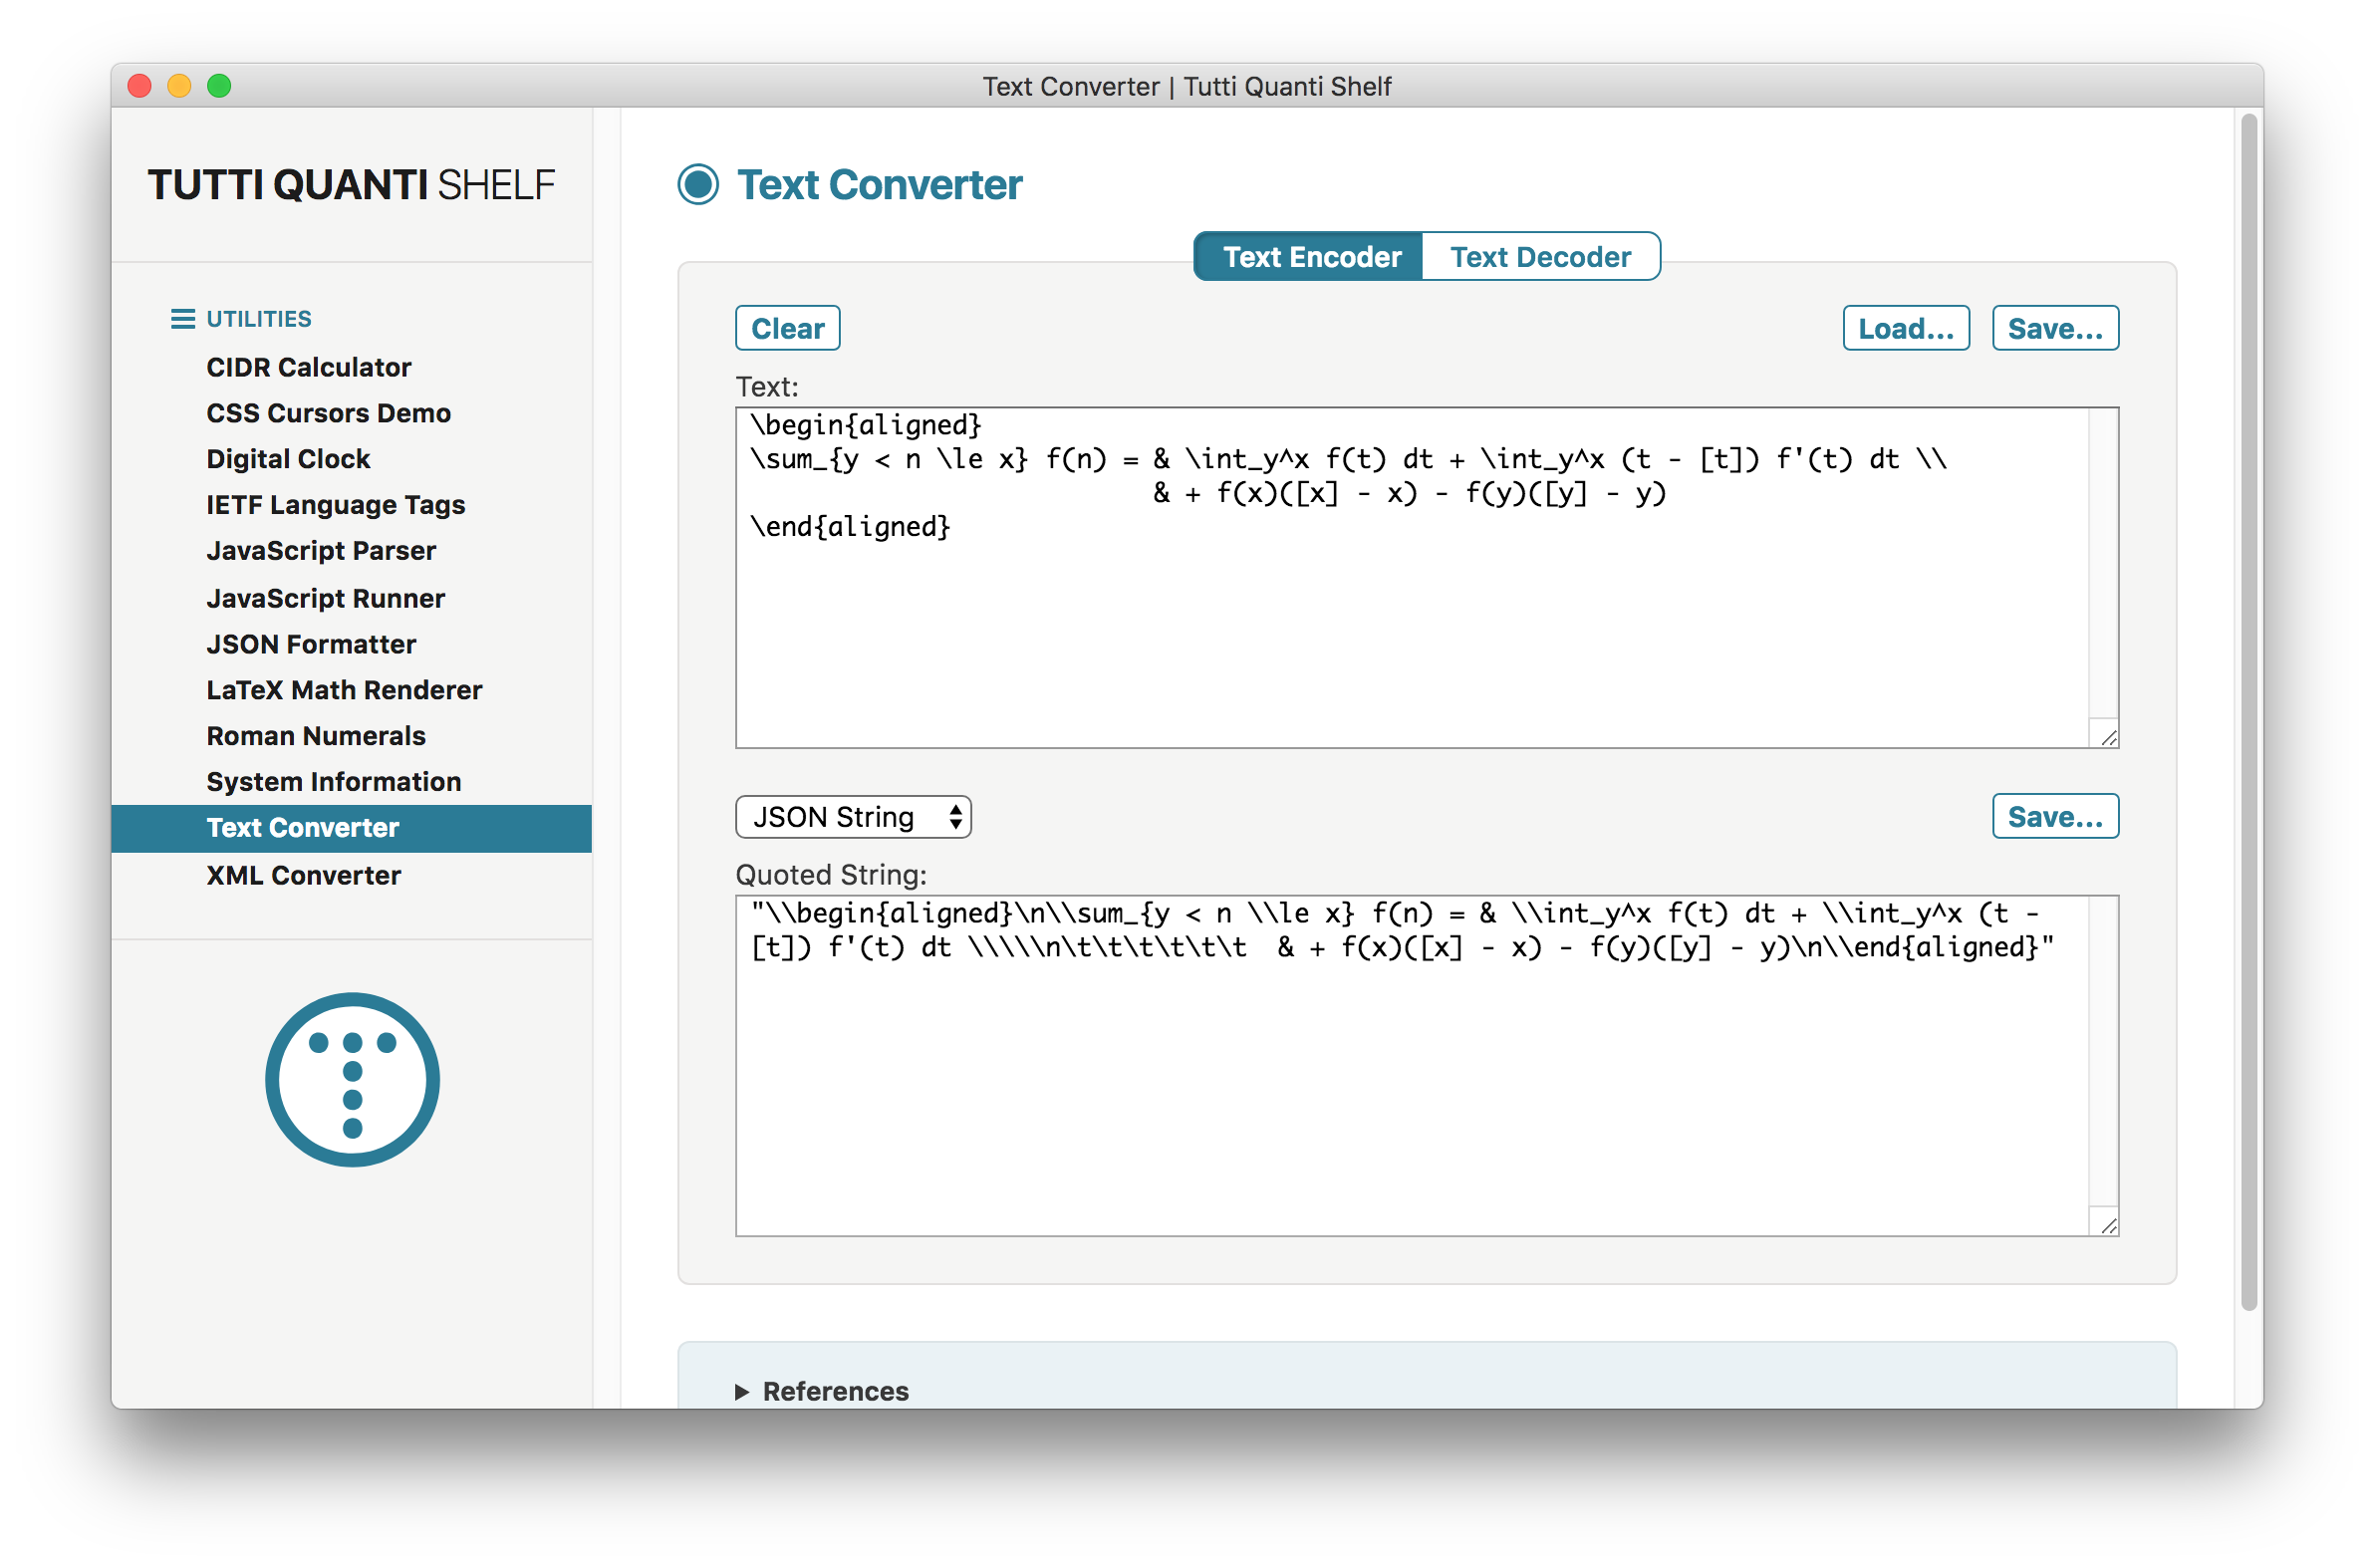 Text Converter | Tutti Quanti Shelf
TUTTI QUANTI SHELF
UTILITIES
CIDR Calculator
CSS Cursors Demo
Digital Clock
IETF Language Tags
JavaScript Parser
JavaScript Runner
JSON Formatter
LaTeX Math Renderer
Roman Numerals
System Information
Text Converter
XML Converter
Text Converter
Text Encoder Text Decoder
Clear Load... Save...
Text:
\begin{aligned}
\sum_{y < n \le x} f(n) = & \int_y^x f(t) dt + \int_y^x (t - [t]) f'(t) dt \\
& + f(x)([x] - x) - f(y)([y] - y)
\end{aligned}
JSON String Save...
Quoted String:
"\\begin{aligned}\n\\sum_{y < n \\le x} f(n) = & \\int_y^x f(t) dt + \\int_y^x (t -
[t]) f'(t) dt \\\\\n\t\t\t\t\t\t  & + f(x)([x] - x) - f(y)([y] - y)\n\\end{aligned}"
References